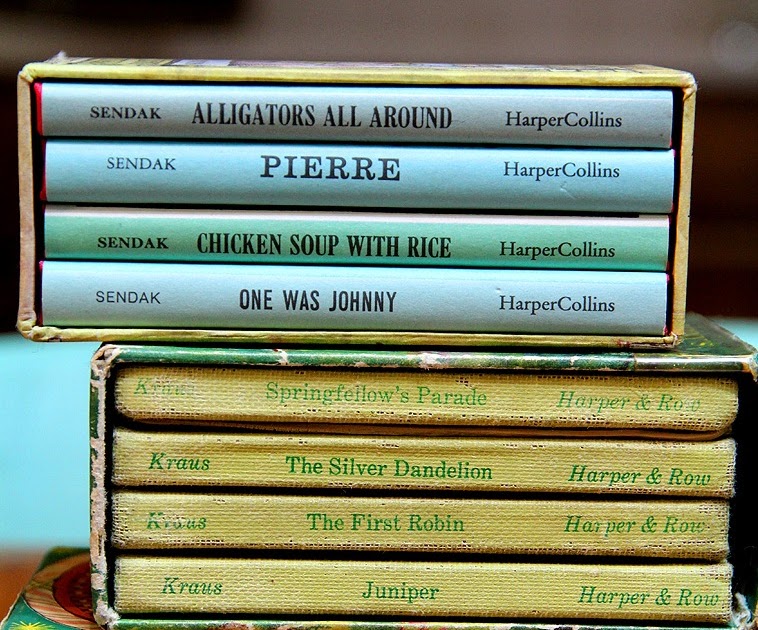 SENDAK ALLIGATORS ALL AROUND HarperCollins
SENDAK PIERRE HarperCollins
SENDAK CHICKEN SOUP WITH RICE HarperCollins
SENDAK ONE WAS JOHNNY HarperCollins
Kraus Springfellow's Parade Harper & Row
Kraus The Silver Dandelion Harper & Row
Kraus The First Robin Harper & Row
Kraus Juniper Harper & Row